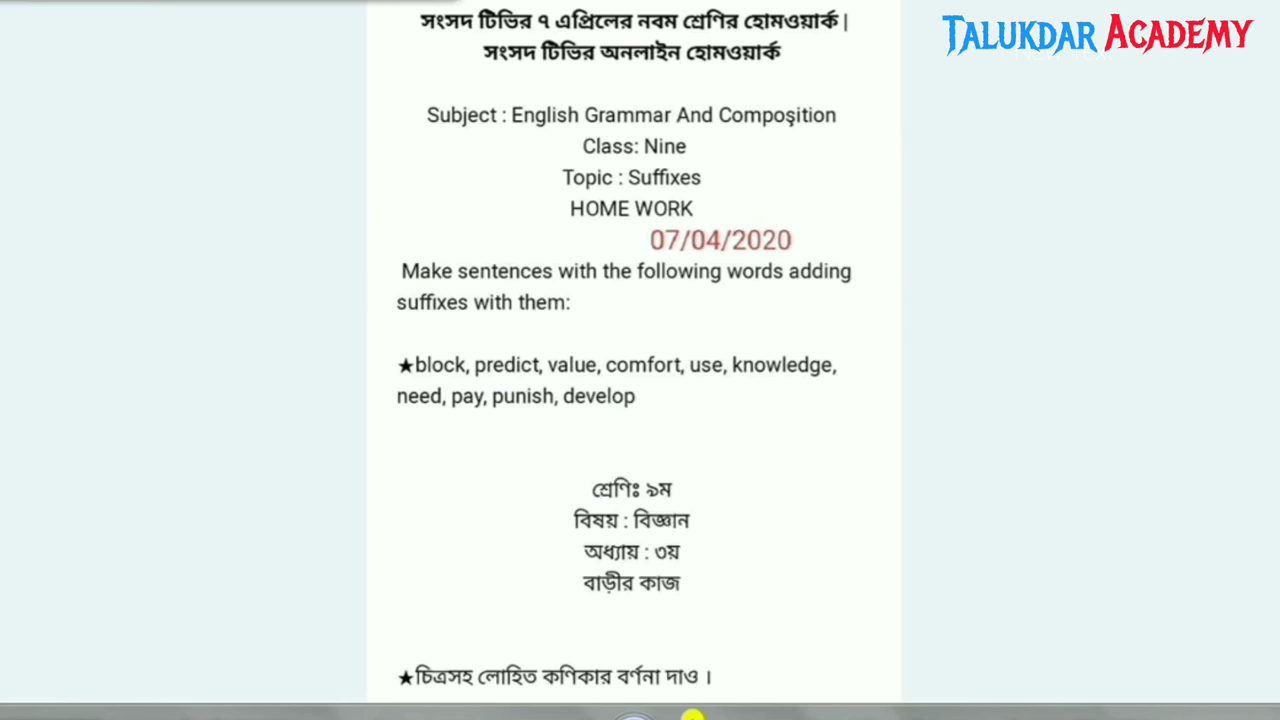 সংসদ টিভির ৭ এপ্রিলের নবম শ্রেণির হোমওয়ার্ক |
সংসদ টিভির অনলাইন হোমওয়ার্ক
TALUKDAR ACADEMY
Subject : English Grammar And Compoşition
Class: Nine
Topic : Suffixes
HOME WORK
07/04/2020
Make sentences with the following words adding
suffixes with them:
★block, predict, value, comfort, use, knowledge,
need, pay, punish, develop
শ্রেণিঃ ৯ম
বিষয় : বিজ্ঞান
অধ্যায় : ৩য়
বাড়ীর কাজ
★চিত্রসহ লোহিত কণিকার বর্ণনা দাও ।